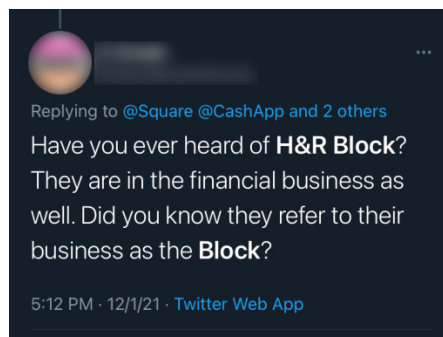 Replying to @Square @CashApp and 2 others
Have you ever heard of H&R Block?
They are in the financial business as
well. Did you know they refer to their
business as the Block?
5:12 PM · 12/1/21 · Twitter Web App